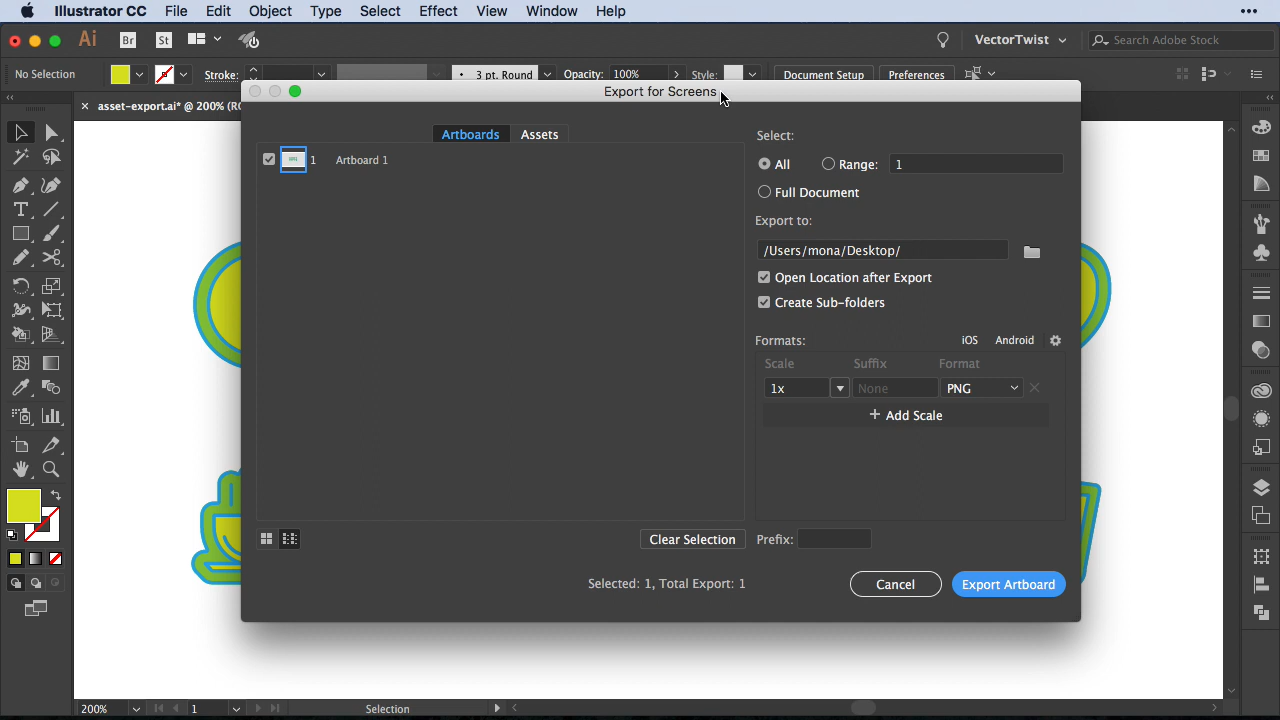 Illustrator CC File Edit Object Type Select Effect View Window Help
Ai Br St VectorTwist Search Adobe Stock
No Selection Stroke: 3 pt. Round Opacity: 100% Style: Document Setup Preferences
asset-export.ai* @ 200%
Export for Screens
Artboards Assets
1 Artboard 1
Select:
All Range: 1
Full Document
Export to:
/Users/mona/Desktop/
Open Location after Export
Create Sub-folders
Formats: iOS Android
Scale Suffix Format
1x None PNG
+ Add Scale
Clear Selection Prefix:
Selected: 1, Total Export: 1 Cancel Export Artboard
200% 1 Selection